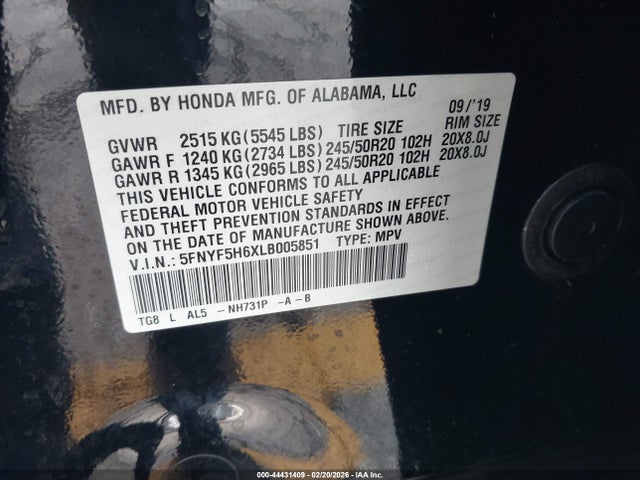 MFD. BY HONDA MFG. OF ALABAMA, LLC 09/'19
GVWR 2515 KG (5545 LBS) TIRE SIZE RIM SIZE
GAWR F 1240 KG (2734 LBS) 245/50R20 102H 20X8.0J
GAWR R 1345 KG (2965 LBS) 245/50R20 102H 20X8.0J
THIS VEHICLE CONFORMS TO ALL APPLICABLE
FEDERAL MOTOR VEHICLE SAFETY
AND THEFT PREVENTION STANDARDS IN EFFECT
ON THE DATE OF MANUFACTURE SHOWN ABOVE.
V.I.N.: 5FNYF5H6XLB005851 TYPE: MPV
TG8 L AL5 -NH731P -A-B
000-44431409 - 02/20/2026 - IAA Inc.